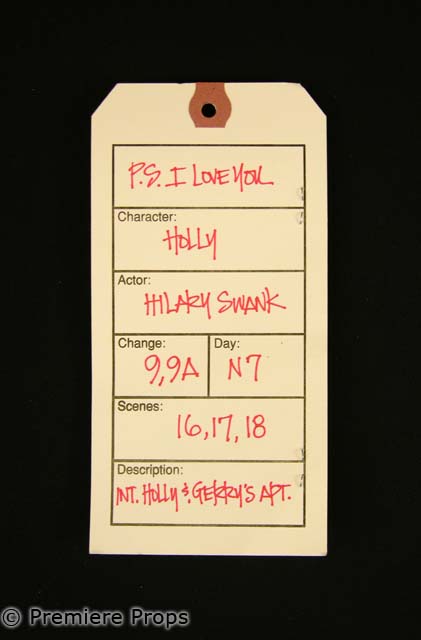 P.S. I LOVE YOU
Character:
HOLLY
Actor:
HILARY SWANK
Change:
9,9A
Day:
N7
Scenes:
16,17,18
Description:
INT. HOLLY & GERRY'S APT.
© Premiere Props